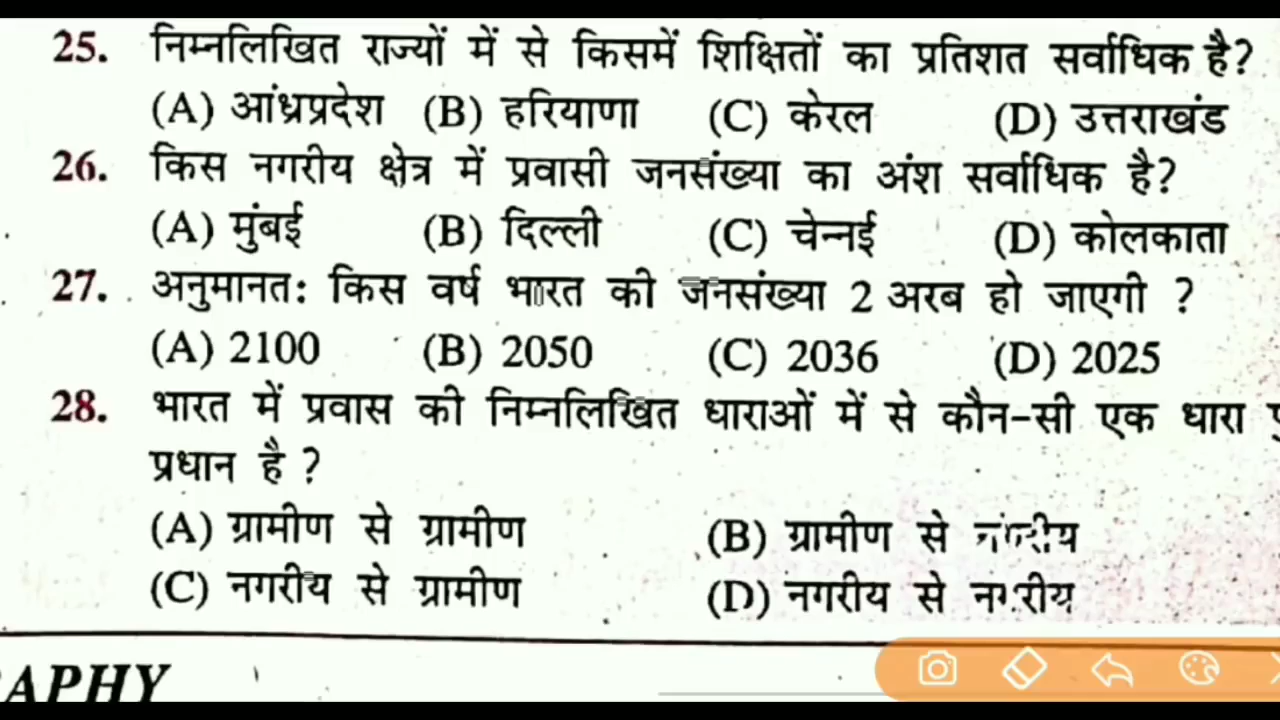 25. निम्नलिखित राज्यों में से किसमें शिक्षितों का प्रतिशत सर्वाधिक है?
(A) आंध्रप्रदेश (B) हरियाणा (C) केरल (D) उत्तराखंड
26. किस नगरीय क्षेत्र में प्रवासी जनसंख्या का अंश सर्वाधिक है?
(A) मुंबई (B) दिल्ली (C) चेन्नई (D) कोलकाता
27. अनुमानतः किस वर्ष भारत की जनसंख्या 2 अरब हो जाएगी ?
(A) 2100 (B) 2050 (C) 2036 (D) 2025
28. भारत में प्रवास की निम्नलिखित धाराओं में से कौन-सी एक धारा
प्रधान है ?
(A) ग्रामीण से ग्रामीण (B) ग्रामीण से नगरीय
(C) नगरीय से ग्रामीण (D) नगरीय से नगरीय
APHY